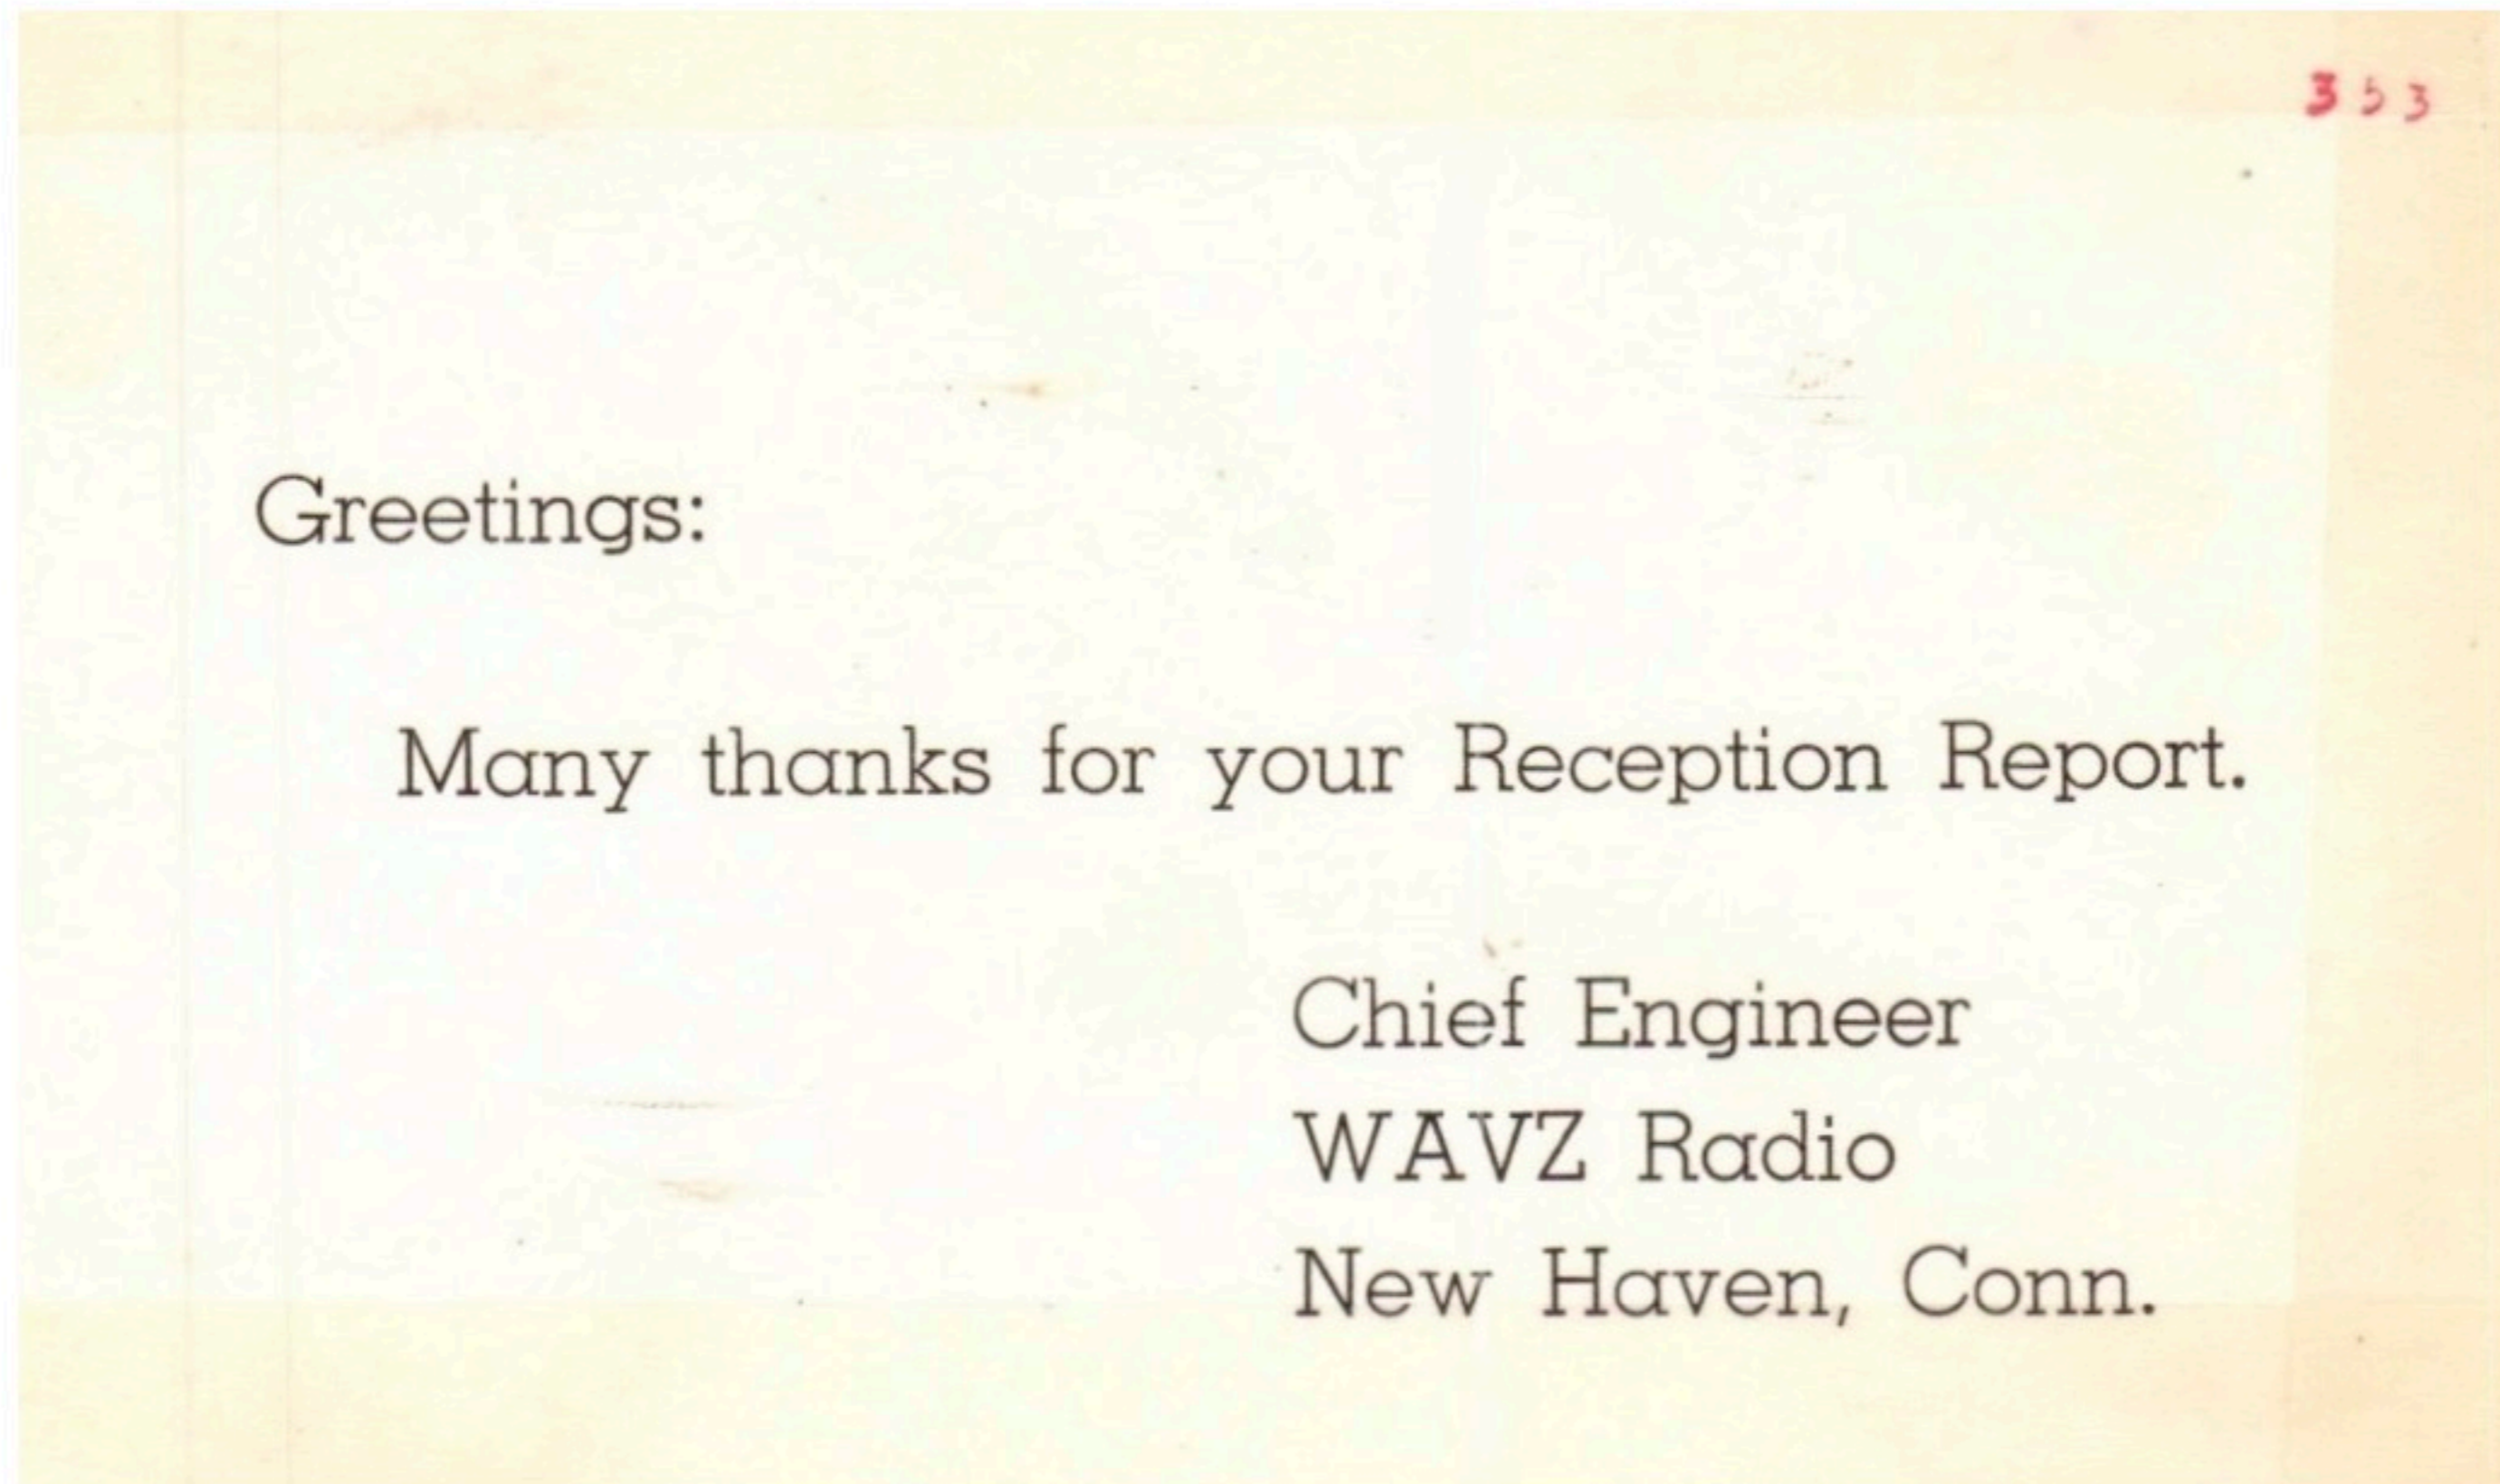 353
Greetings:
Many thanks for your Reception Report.
Chief Engineer
WAVZ Radio
New Haven, Conn.